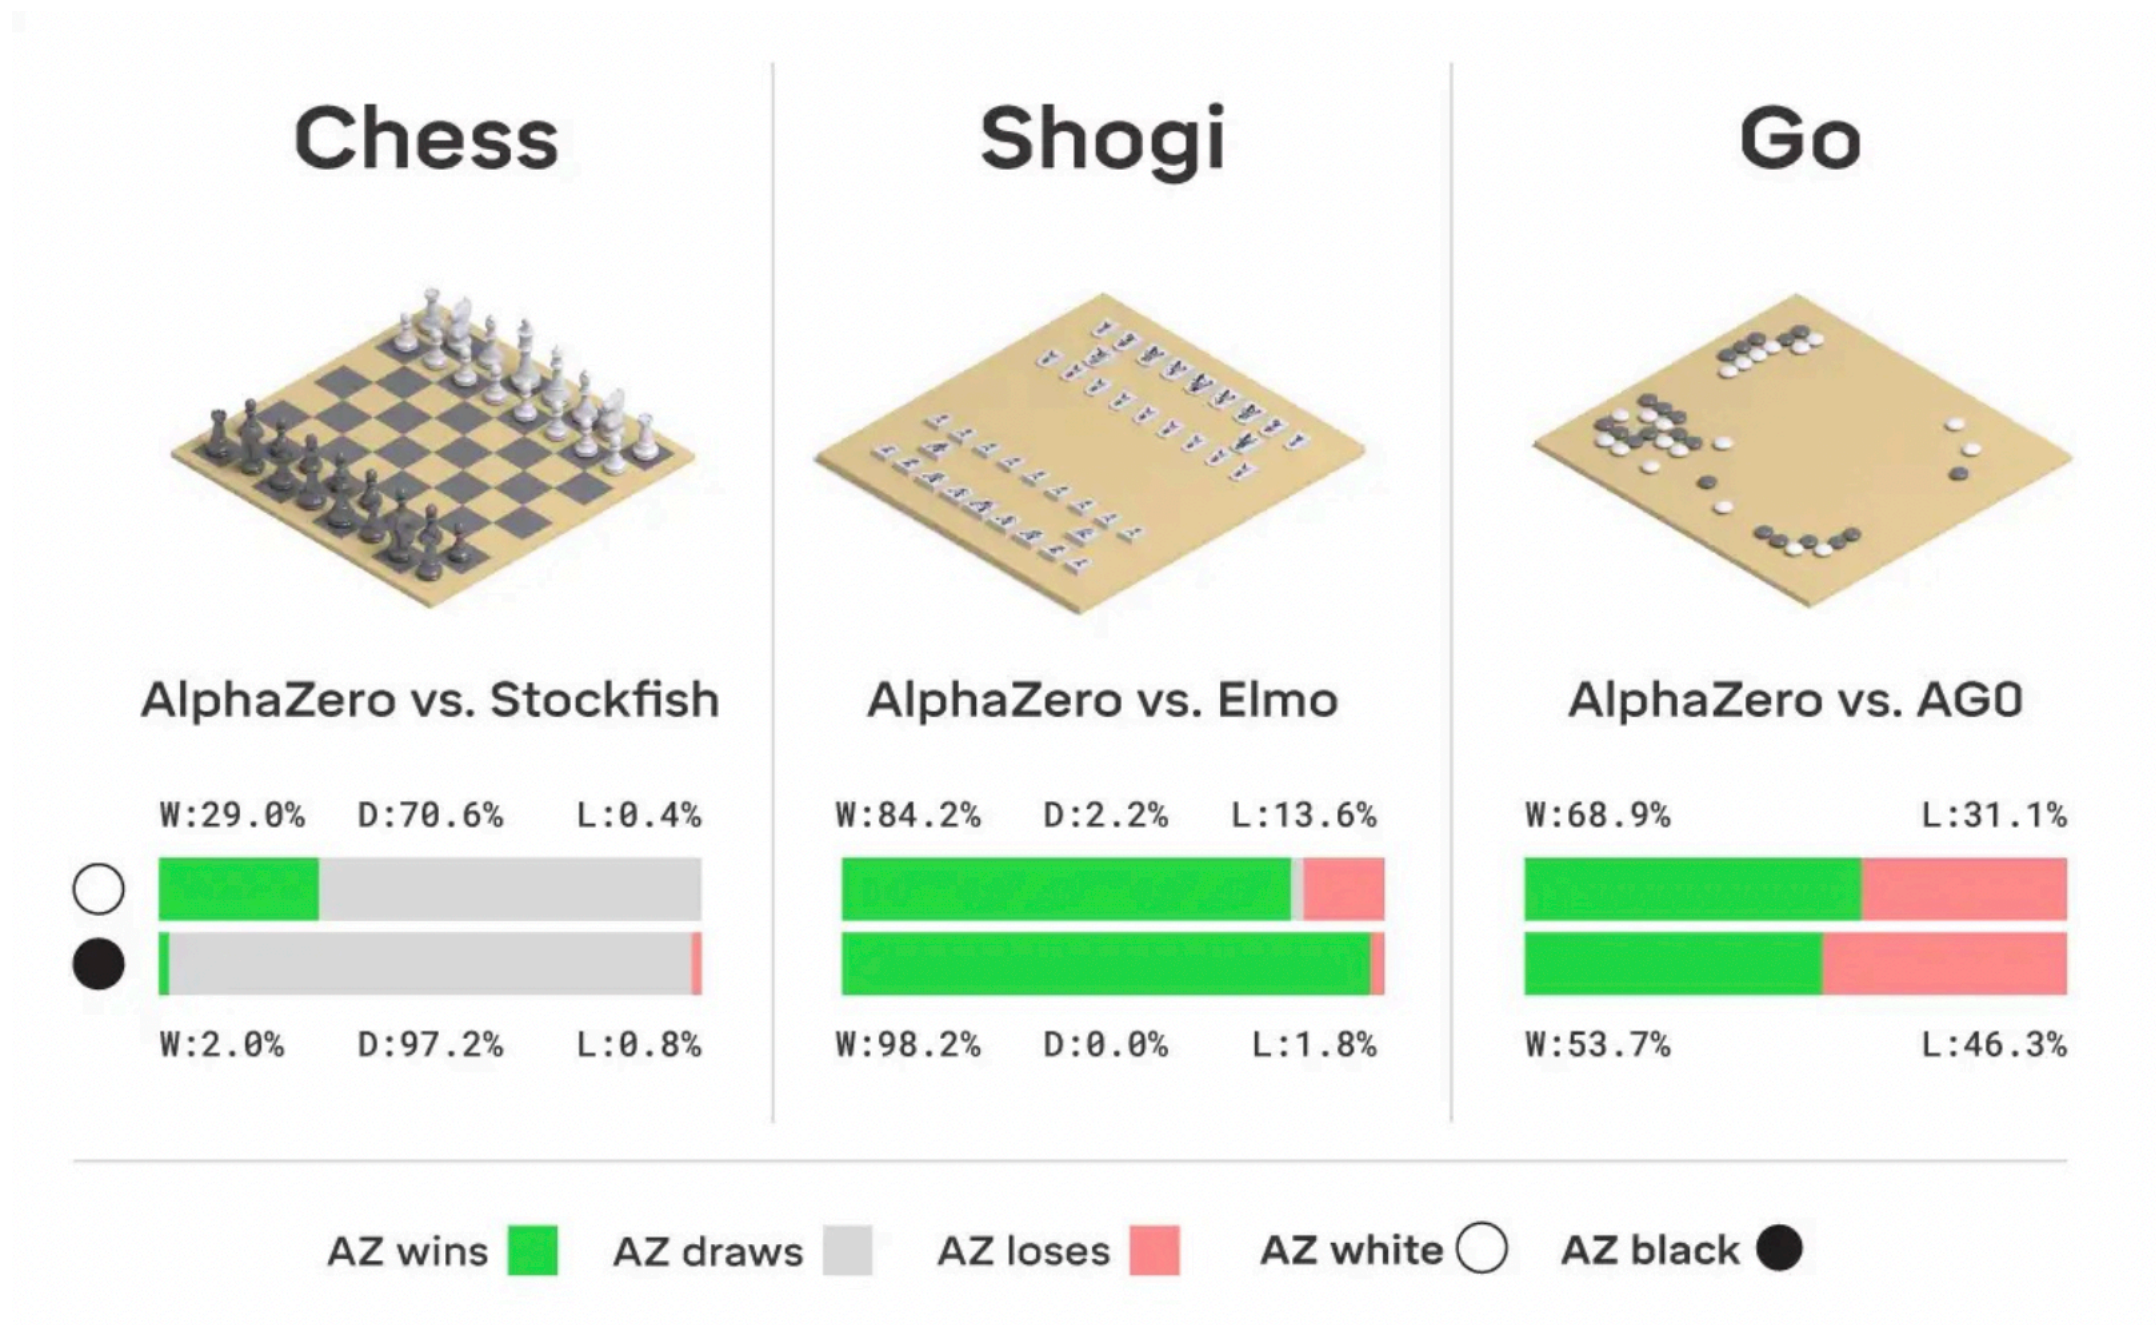 Chess
Shogi
Go
AlphaZero vs. Stockfish
AlphaZero vs. Elmo
AlphaZero vs. AG0
W:29.0% D:70.6% L:0.4%
W:84.2% D:2.2% L:13.6%
W:68.9% L:31.1%
W:2.0% D:97.2% L:0.8%
W:98.2% D:0.0% L:1.8%
W:53.7% L:46.3%
AZ wins AZ draws AZ loses AZ white AZ black